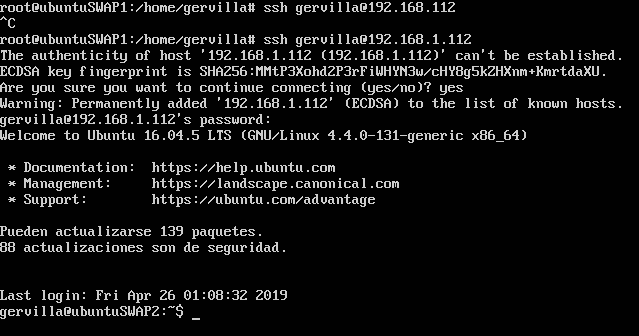 root@ubuntuSWAP1:/home/gervilla# ssh gervilla@192.168.112
^C
root@ubuntuSWAP1:/home/gervilla# ssh gervilla@192.168.1.112
The authenticity of host '192.168.1.112 (192.168.1.112)' can't be established.
ECDSA key fingerprint is SHA256:MMtP3Xohd2P3rFiWHYN3w/cHY8g5k2HXnm+KmrtdaXU.
Are you sure you want to continue connecting (yes/no)? yes
Warning: Permanently added '192.168.1.112' (ECDSA) to the list of known hosts.
gervilla@192.168.1.112's password:
Welcome to Ubuntu 16.04.5 LTS (GNU/Linux 4.4.0-131-generic x86_64)
* Documentation:  https://help.ubuntu.com
* Management:     https://landscape.canonical.com
* Support:        https://ubuntu.com/advantage
Pueden actualizarse 139 paquetes.
88 actualizaciones son de seguridad.
Last login: Fri Apr 26 01:08:32 2019
gervilla@ubuntuSWAP2:~$ _